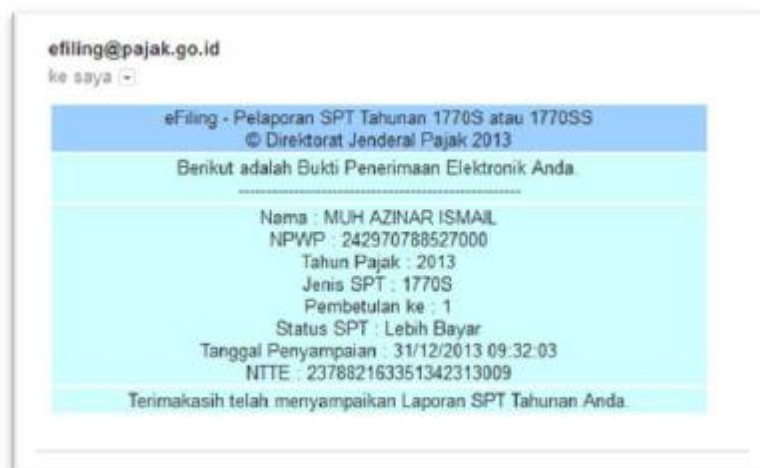 efiling@pajak.go.id
ke saya
eFiling - Pelaporan SPT Tahunan 1770S atau 1770SS
© Direktorat Jenderal Pajak 2013
Berikut adalah Bukti Penerimaan Elektronik Anda.
--------------------------------------------------
Nama : MUH AZINAR ISMAIL
NPWP : 242970788527000
Tahun Pajak : 2013
Jenis SPT : 1770S
Pembetulan ke : 1
Status SPT : Lebih Bayar
Tanggal Penyampaian : 31/12/2013 09:32:03
NTTE : 237882163351342313009
Terimakasih telah menyampaikan Laporan SPT Tahunan Anda.